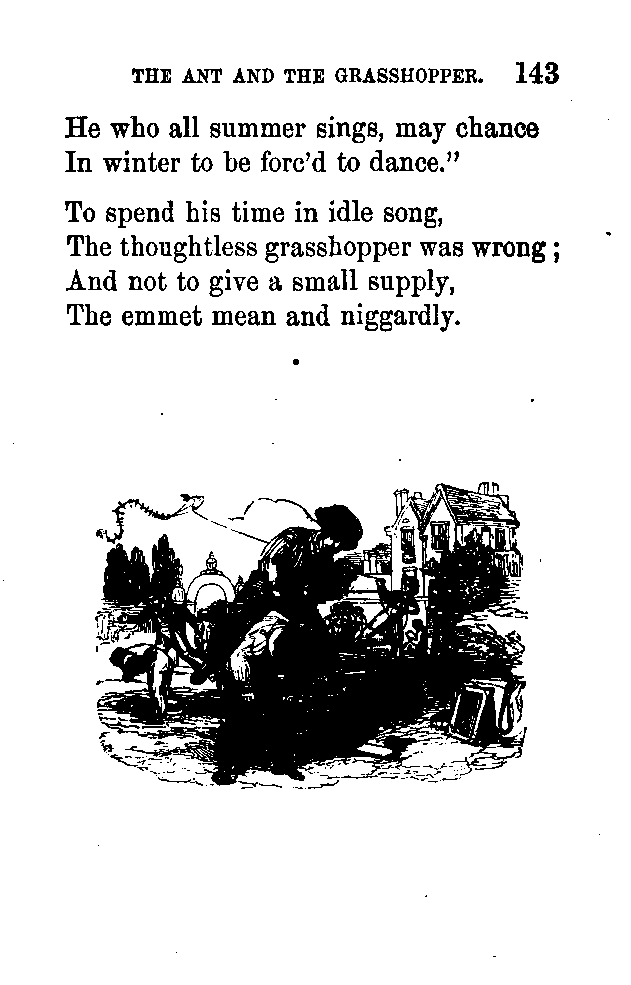 THE ANT AND THE GRASSHOPPER. 143
He who all summer sings, may chance
In winter to be forc'd to dance."
To spend his time in idle song,
The thoughtless grasshopper was wrong;
And not to give a small supply,
The emmet mean and niggardly.